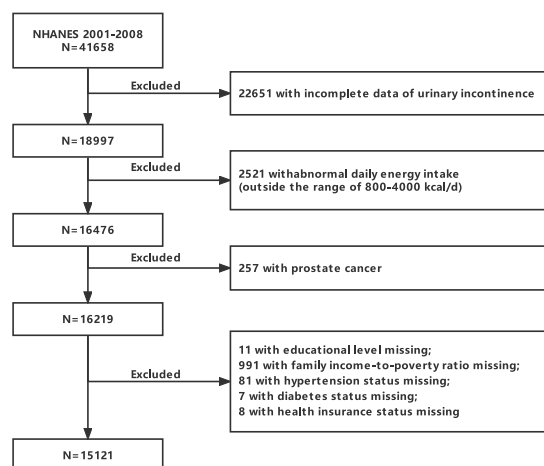 NHANES 2001-2008
N=41658
Excluded
22651 with incomplete data of urinary incontinence
N=18997
Excluded
2521 withabnormal daily energy intake
(outside the range of 800-4000 kcal/d)
N=16476
Excluded
257 with prostate cancer
N=16219
11 with educational level missing;
991 with family income-to-poverty ratio missing;
Excluded
81 with hypertension status missing;
7 with diabetes status missing;
8 with health insurance status missing
N=15121